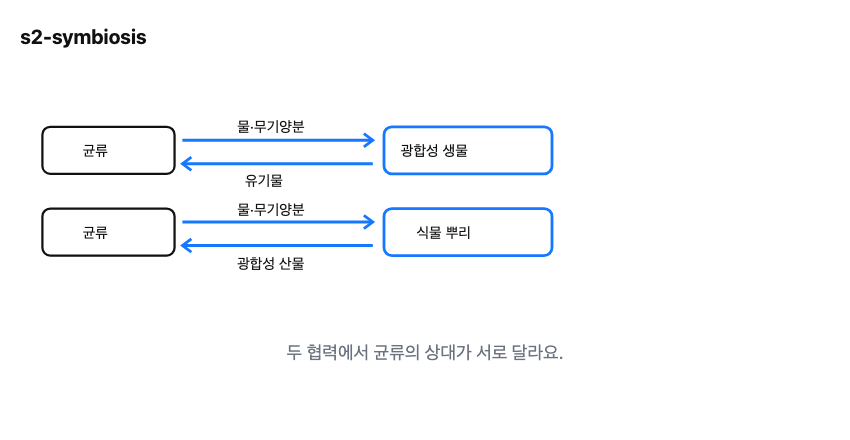 s2-symbiosis
물·무기양분
균류
광합성 생물
유기물
물·무기양분
균류
식물 뿌리
광합성 산물
두 협력에서 균류의 상대가 서로 달라요.